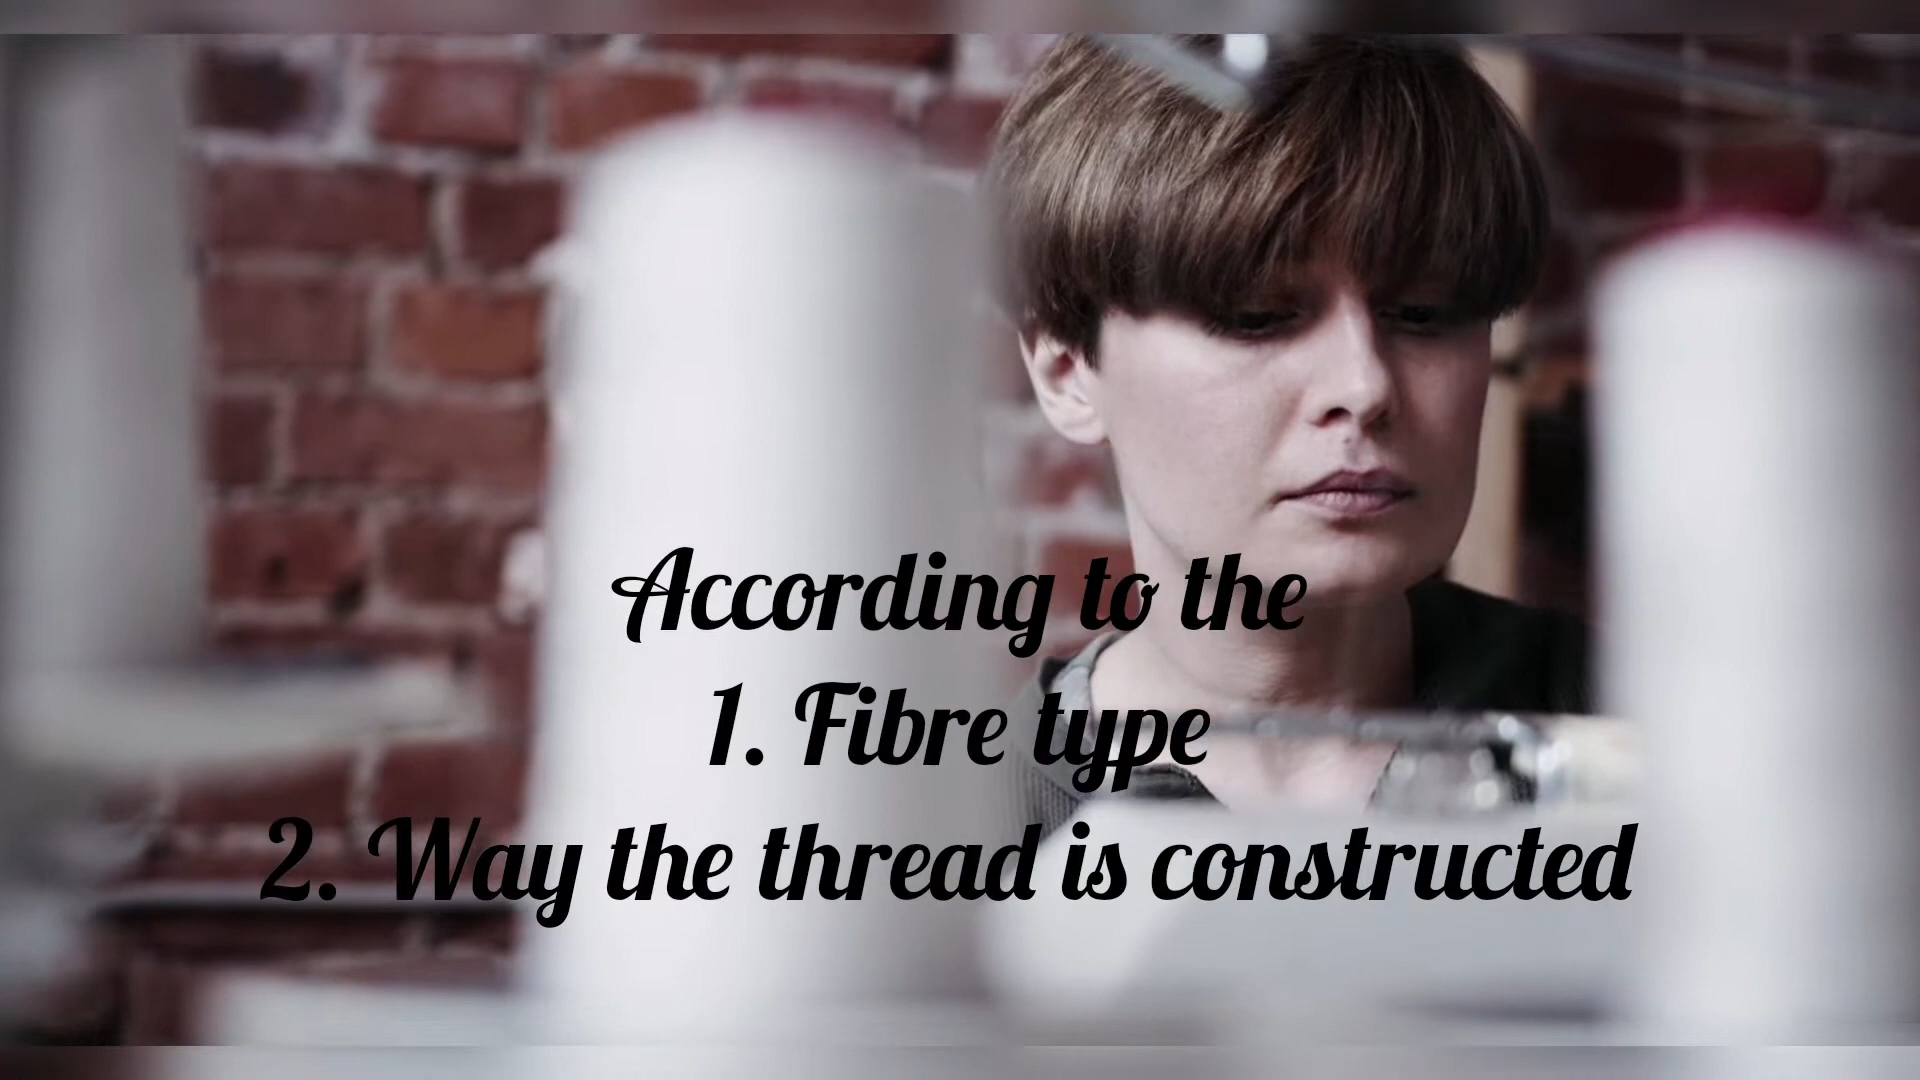 According to the
1. Fibre type
2. Way the thread is constructed